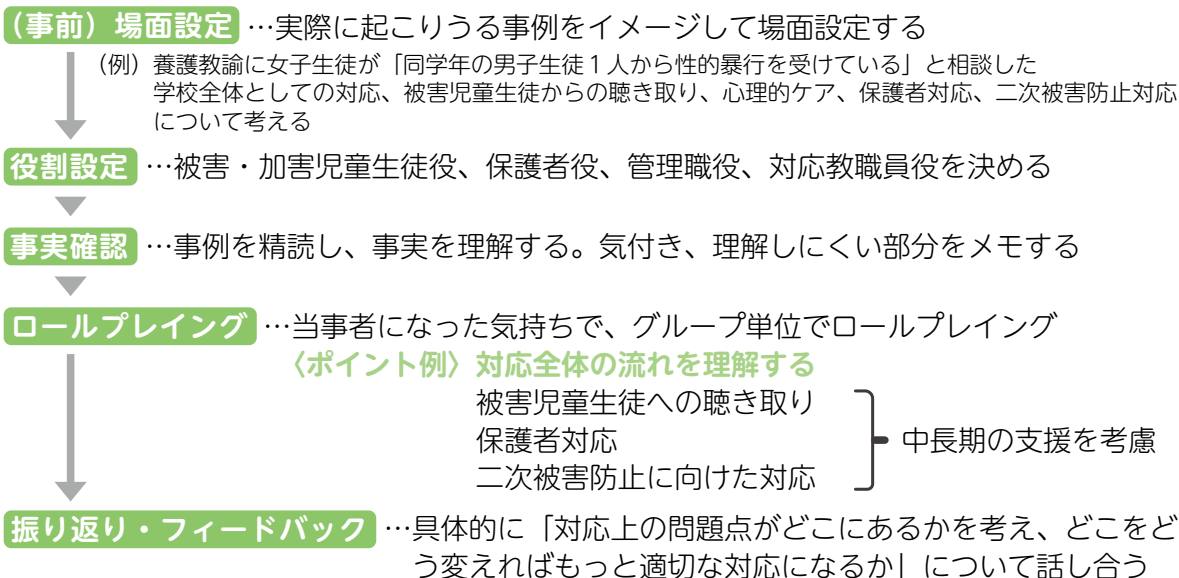 （事前）場面設定 …実際に起こりうる事例をイメージして場面設定する
（例）養護教諭に女子生徒が「同学年の男子生徒１人から性的暴行を受けている」と相談した
学校全体としての対応、被害児童生徒からの聴き取り、心理的ケア、保護者対応、二次被害防止対応
について考える
役割設定 …被害・加害児童生徒役、保護者役、管理職役、対応教職員役を決める
事実確認 …事例を精読し、事実を理解する。気付き、理解しにくい部分をメモする
ロールプレイング …当事者になった気持ちで、グループ単位でロールプレイング
〈ポイント例〉対応全体の流れを理解する
被害児童生徒への聴き取り
保護者対応
中長期の支援を考慮
二次被害防止に向けた対応
振り返り・フィードバック …具体的に「対応上の問題点がどこにあるかを考え、どこをど
う変えればもっと適切な対応になるか」について話し合う